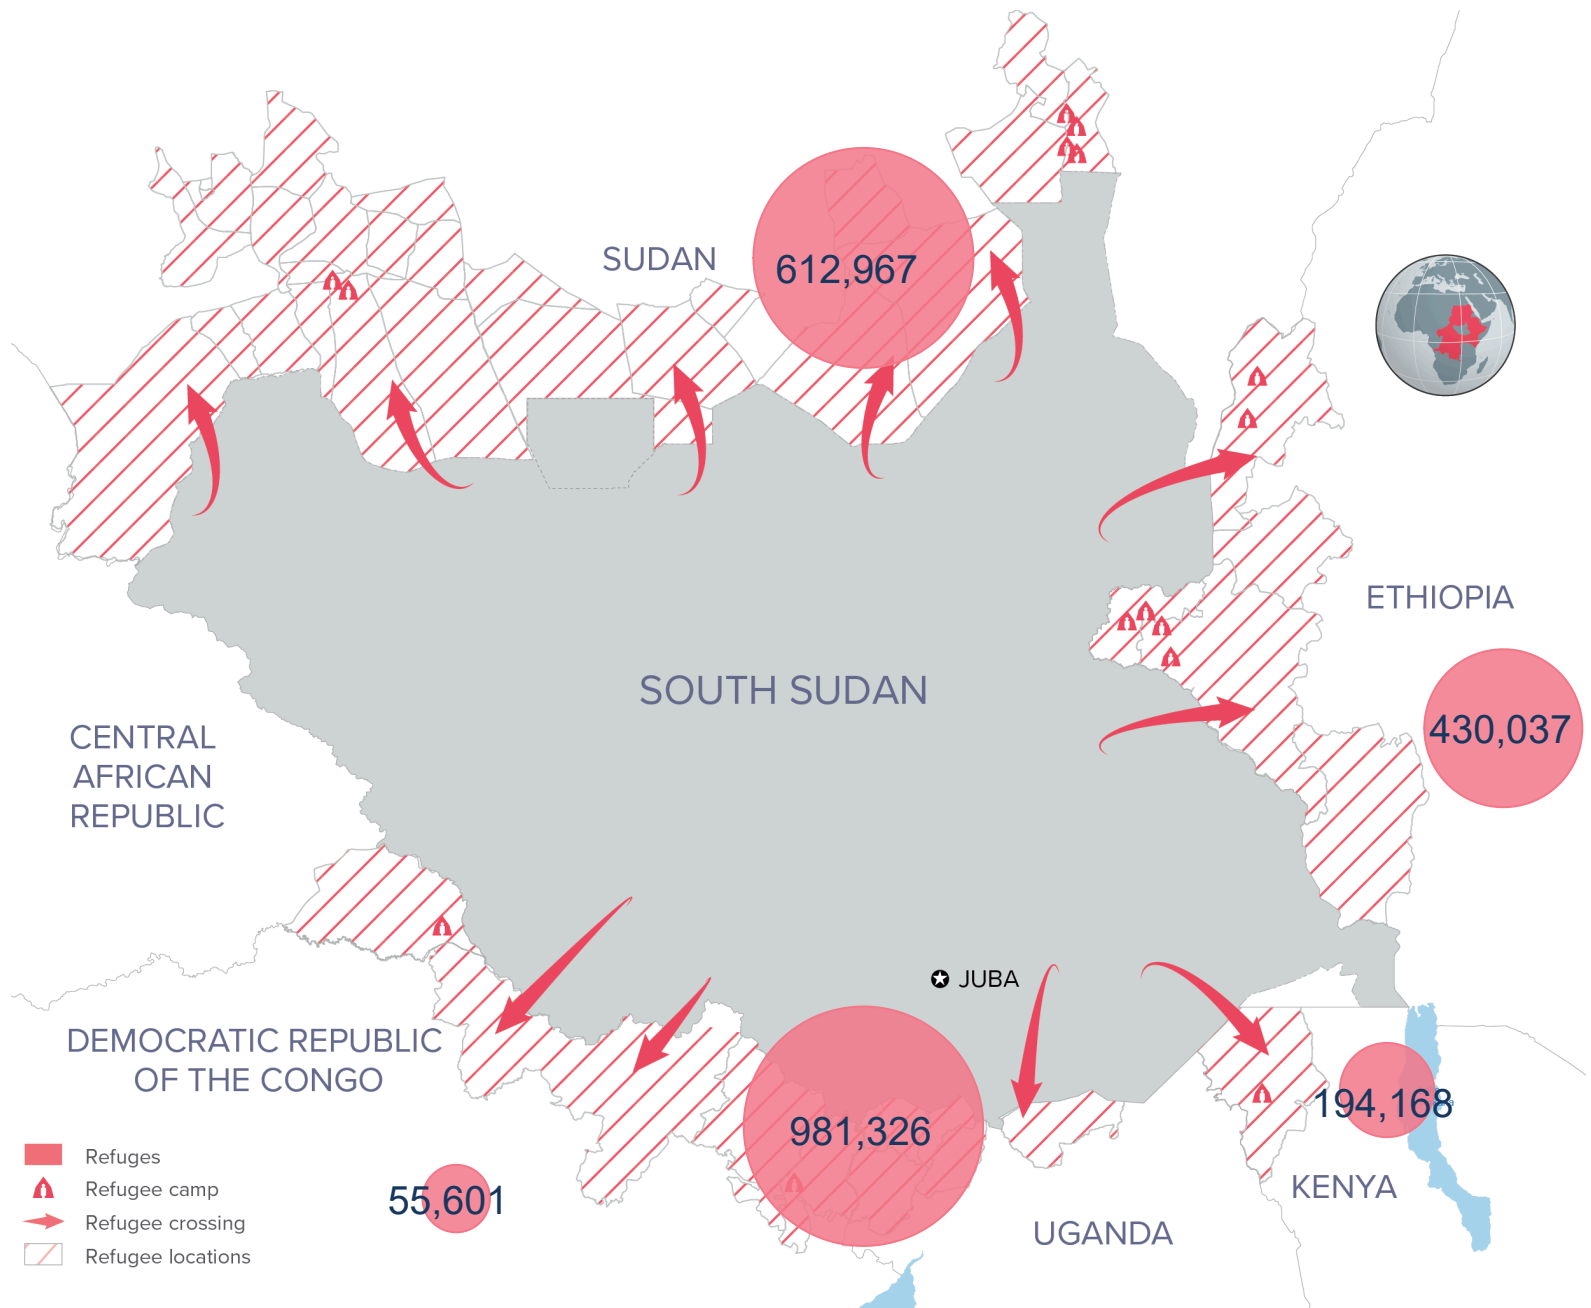 SUDAN
612,967
ETHIOPIA
SOUTH SUDAN
430,037
CENTRAL
AFRICAN
REPUBLIC
JUBA
DEMOCRATIC REPUBLIC
OF THE CONGO
194,168
981,326
Refuges
Refugee camp
Refugee crossing
Refugee locations
55,601
KENYA
UGANDA